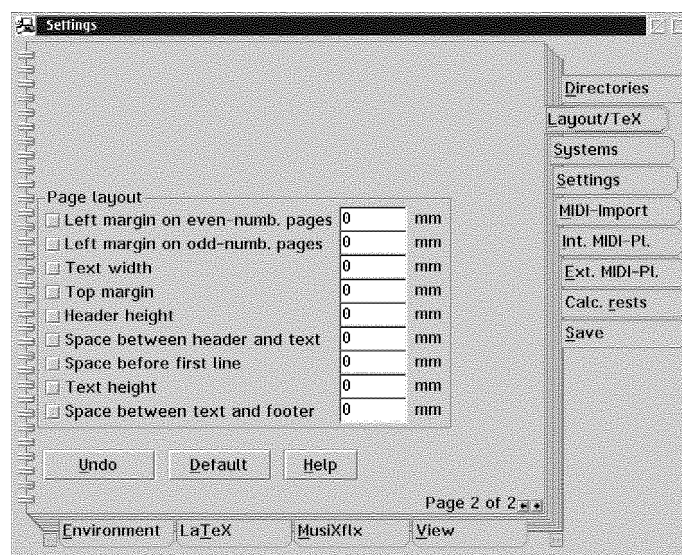 Settings
Directories
Layout/TeX
Systems
Settings
MIDI-Import
Int. MIDI-Pl.
Ext. MIDI-Pl.
Calc. rests
Save
Page layout
Left margin on even-numb. pages 0 mm
Left margin on odd-numb. pages 0 mm
Text width 0 mm
Top margin 0 mm
Header height 0 mm
Space between header and text 0 mm
Space before first line 0 mm
Text height 0 mm
Space between text and footer 0 mm
Undo Default Help
Page 2 of 2
Environment LaTeX MusiXflx View